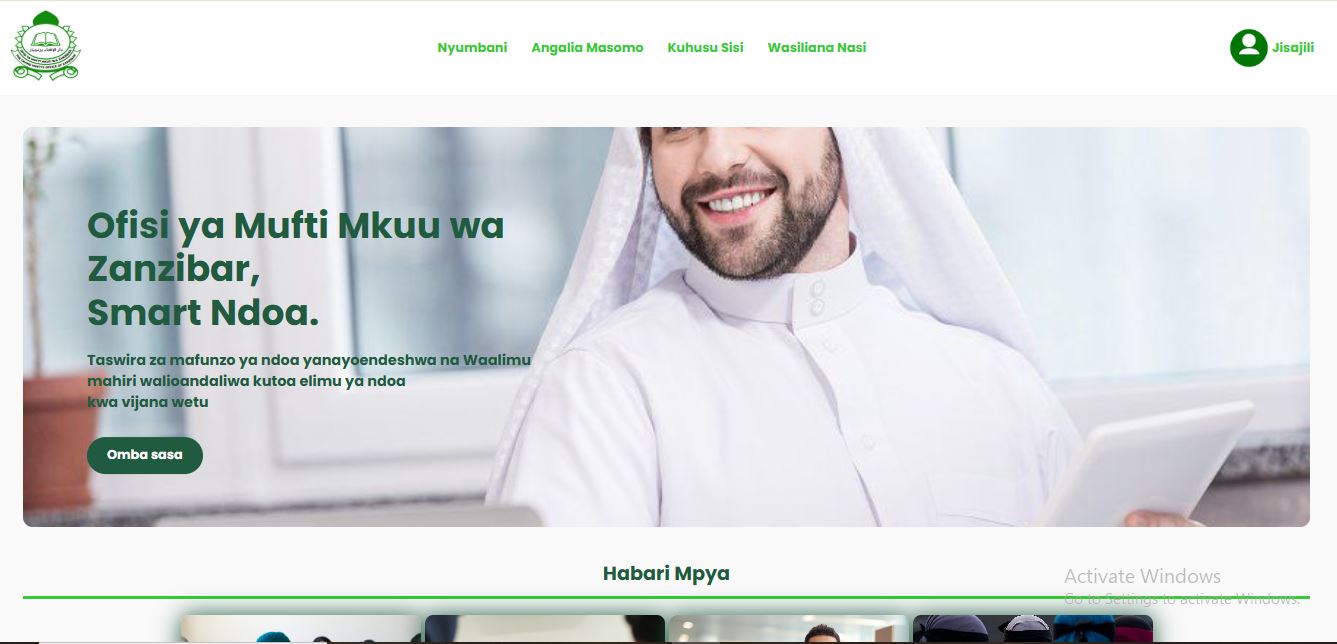 Nyumbani Angalia Masomo Kuhusu Sisi Wasiliana Nasi Jisajili
Ofisi ya Mufti Mkuu wa
Zanzibar,
Smart Ndoa.
Taswira za mafunzo ya ndoa yanayoendeshwa na Waalimu
mahiri walioandaliwa kutoa elimu ya ndoa
kwa vijana wetu
Omba sasa
Habari Mpya
Activate Windows
Go to Settings to activate Windows.